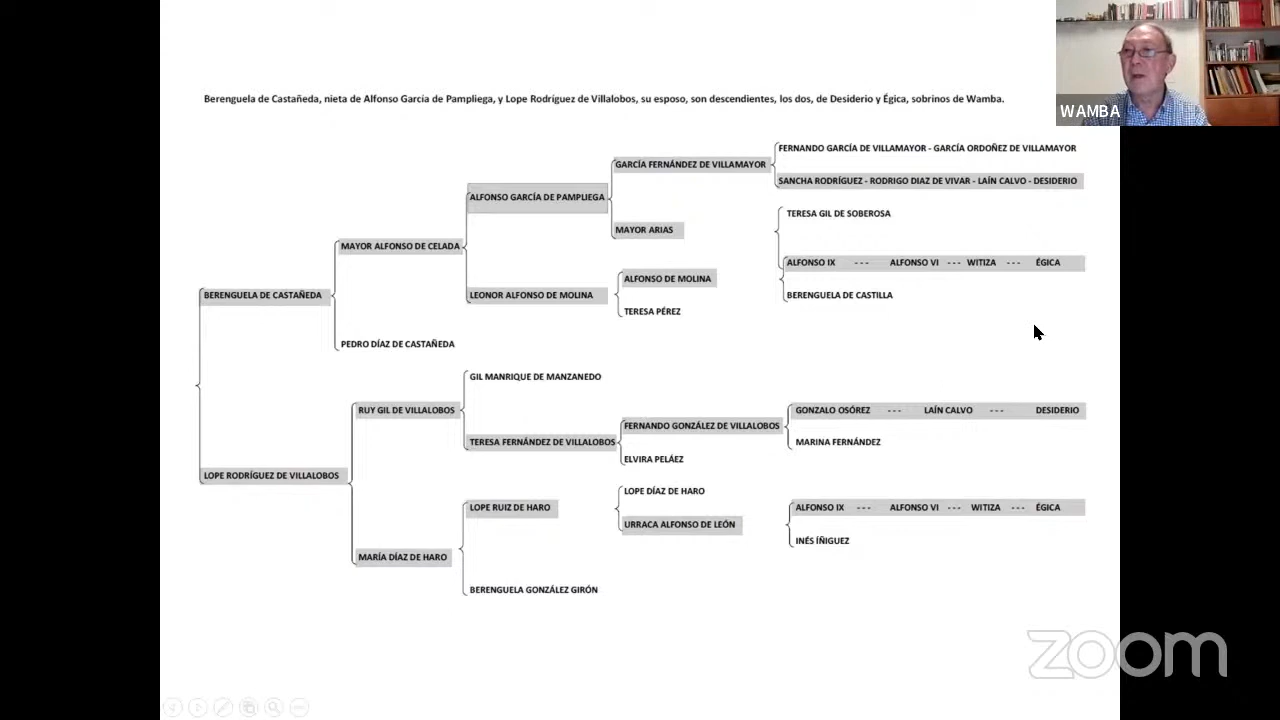 WAMBA
Berenguela de Castañeda, nieta de Alfonso García de Pampliega, y Lope Rodríguez de Villalobos, su esposo, son descendientes, los dos, de Desiderio y Égica, sobrinos de Wamba.
FERNANDO GARCÍA DE VILLAMAYOR - GARCÍA ORDOÑEZ DE VILLAMAYOR
GARCÍA FERNÁNDEZ DE VILLAMAYOR
SANCHA RODRÍGUEZ - RODRIGO DIAZ DE VIVAR - LAÍN CALVO - DESIDERIO
ALFONSO GARCÍA DE PAMPLIEGA
TERESA GIL DE SOBEROSA
MAYOR ARIAS
MAYOR ALFONSO DE CELADA
ALFONSO IX --- ALFONSO VI --- WITIZA --- ÉGICA
ALFONSO DE MOLINA
BERENGUELA DE CASTAÑEDA
LEONOR ALFONSO DE MOLINA
BERENGUELA DE CASTILLA
TERESA PÉREZ
PEDRO DÍAZ DE CASTAÑEDA
GIL MANRIQUE DE MANZANEDO
RUY GIL DE VILLALOBOS
GONZALO OSÓREZ --- LAÍN CALVO --- DESIDERIO
FERNANDO GONZÁLEZ DE VILLALOBOS
TERESA FERNÁNDEZ DE VILLALOBOS
MARINA FERNÁNDEZ
ELVIRA PELÁEZ
LOPE RODRÍGUEZ DE VILLALOBOS
LOPE DÍAZ DE HARO
LOPE RUIZ DE HARO
ALFONSO IX --- ALFONSO VI --- WITIZA --- ÉGICA
URRACA ALFONSO DE LEÓN
INÉS ÍÑIGUEZ
MARÍA DÍAZ DE HARO
BERENGUELA GONZÁLEZ GIRÓN
zoom